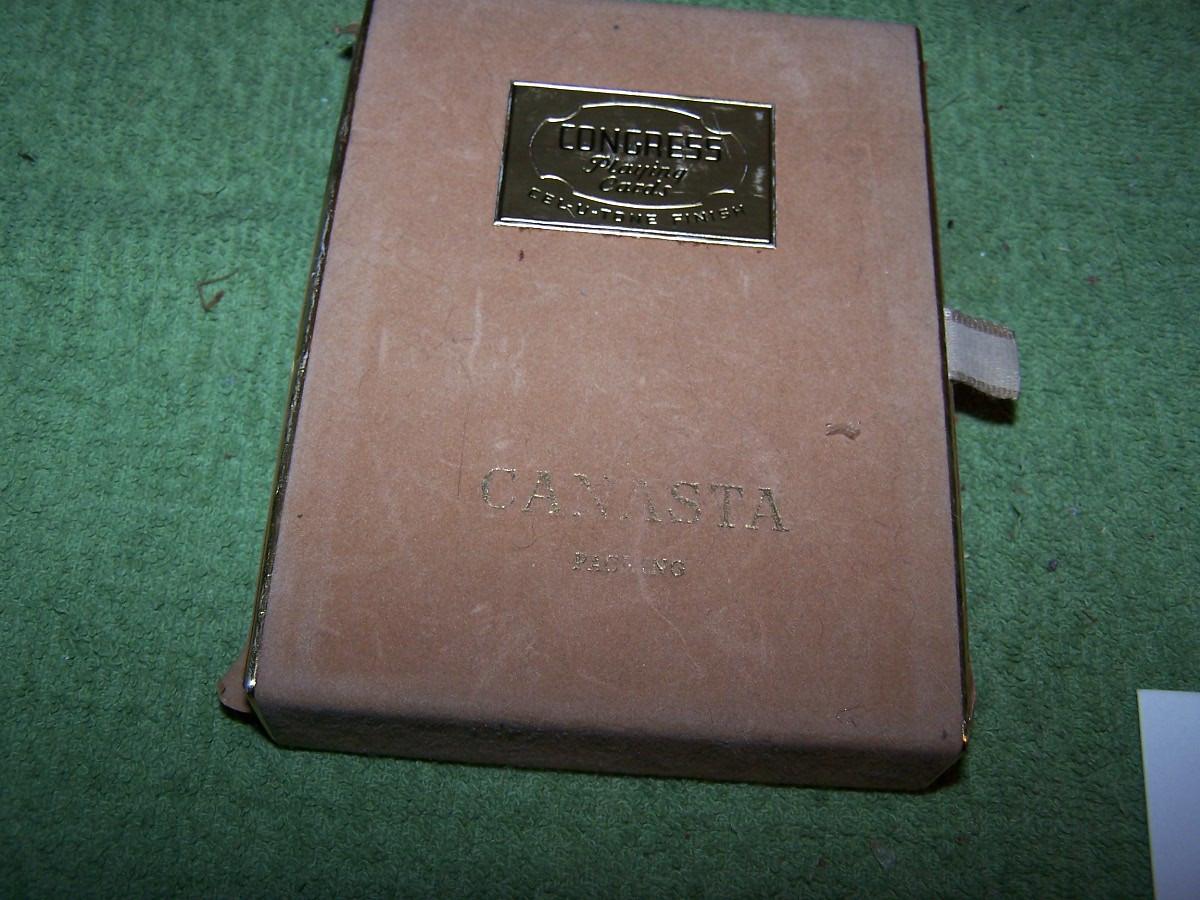 CONGRESS
Playing
Cards
CEL-U-TONE FINISH
CANASTA
PACKING